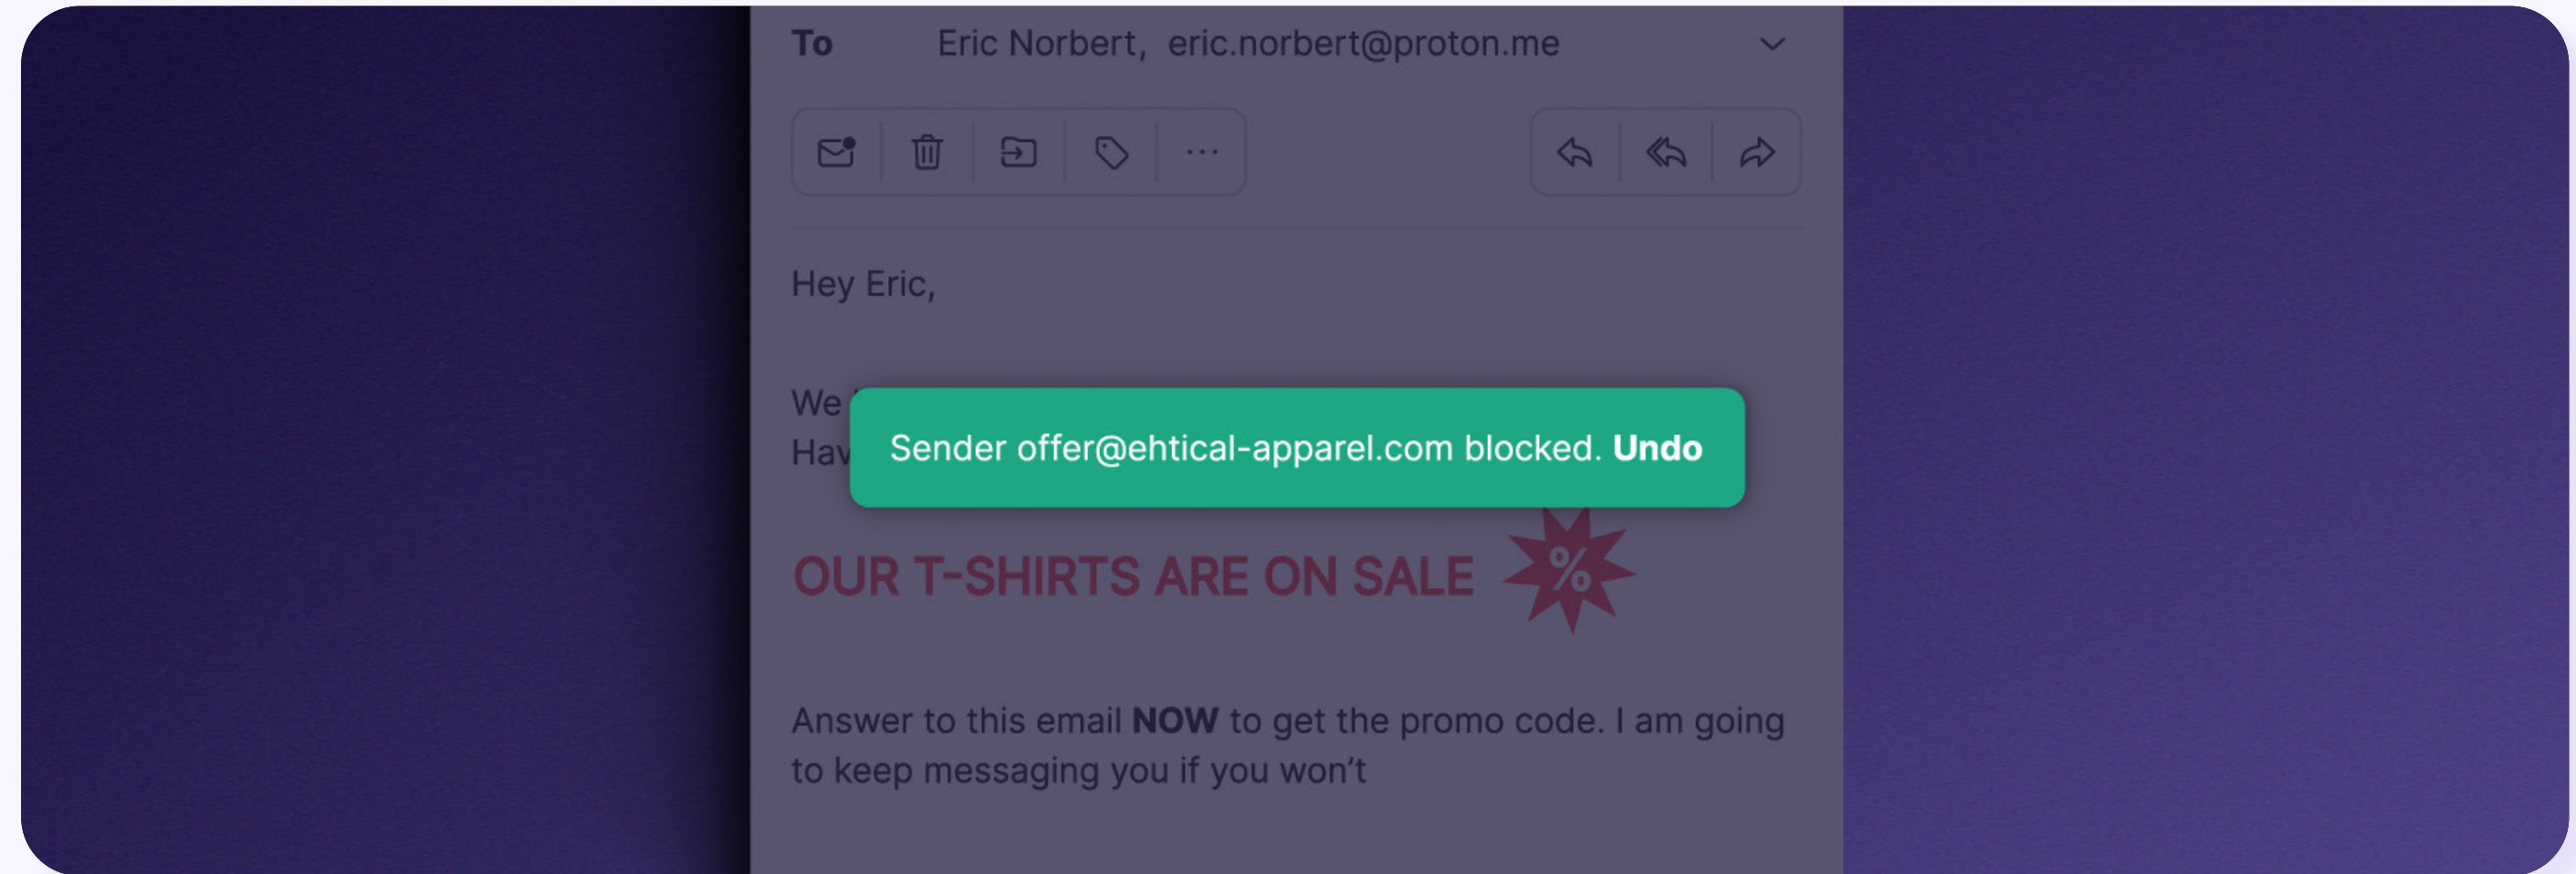 To Eric Norbert, eric.norbert@proton.me
Hey Eric,
We
Sender offer@ehtical-apparel.com blocked. Undo
OUR T-SHIRTS ARE ON SALE %
Answer to this email NOW to get the promo code. I am going
to keep messaging you if you won’t